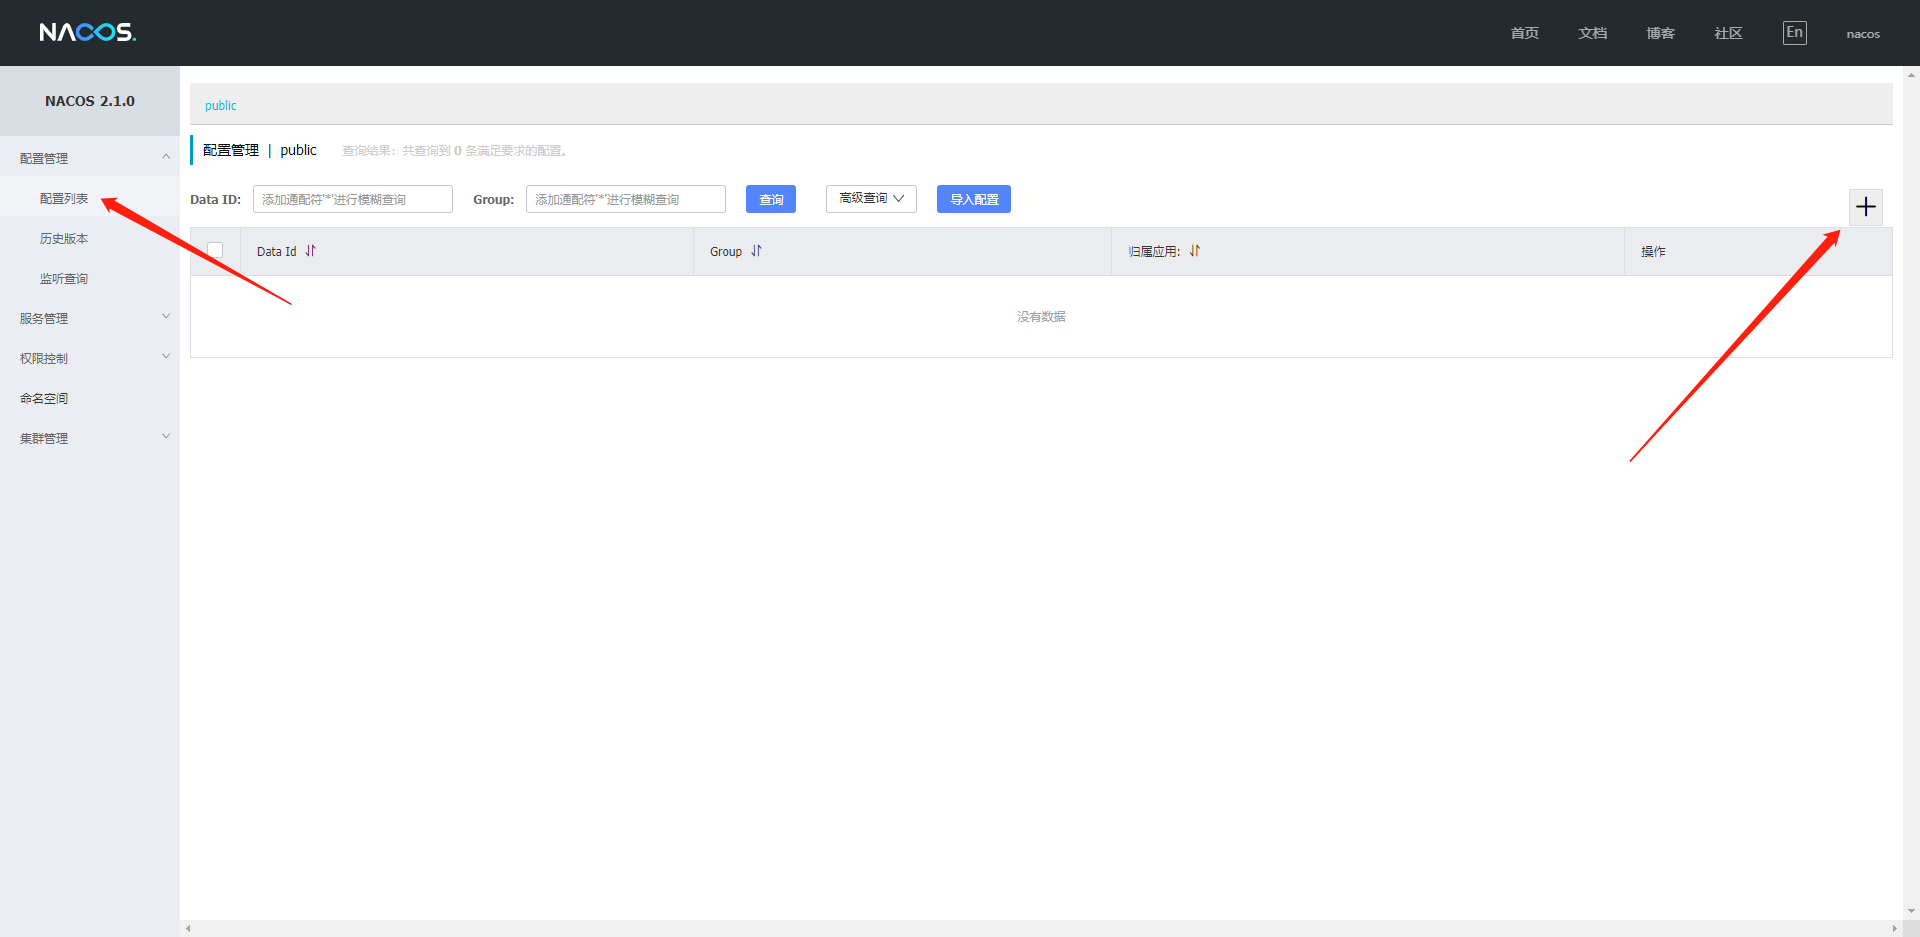 NACOS.
首页 文档 博客 社区 En nacos
NACOS 2.1.0
配置管理
配置列表
历史版本
监听查询
服务管理
权限控制
命名空间
集群管理
public
配置管理 | public 查询结果：共查询到 0 条满足要求的配置。
Data ID: 添加通配符'*'进行模糊查询 Group: 添加通配符'*'进行模糊查询 查询 高级查询 导入配置
Data Id Group 归属应用: 操作
没有数据